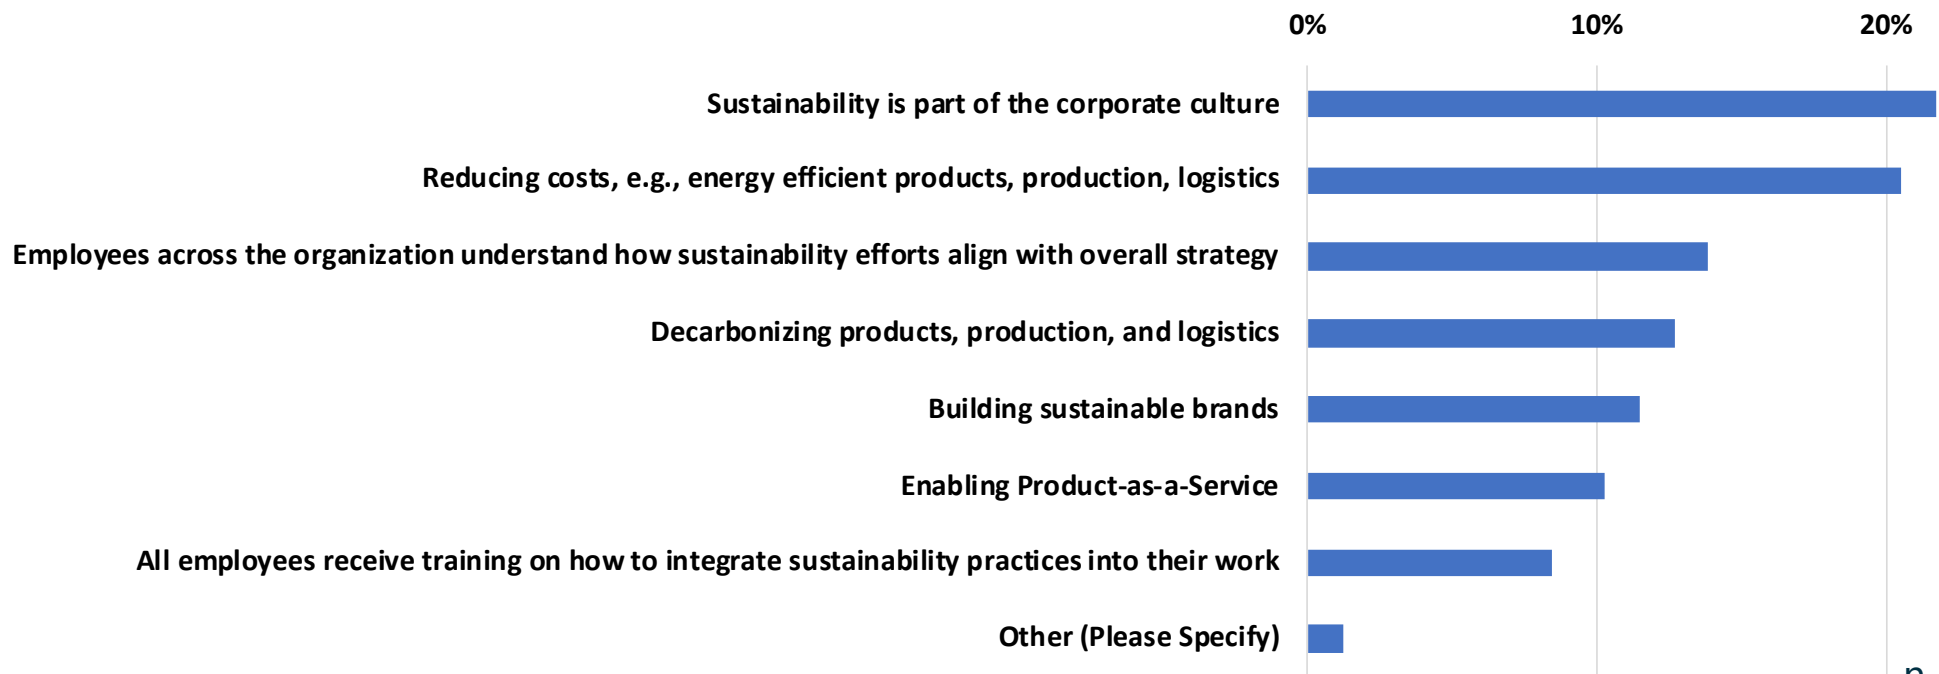 0% 10% 20%
Sustainability is part of the corporate culture
Reducing costs, e.g., energy efficient products, production, logistics
Employees across the organization understand how sustainability efforts align with overall strategy
Decarbonizing products, production, and logistics
Building sustainable brands
Enabling Product-as-a-Service
All employees receive training on how to integrate sustainability practices into their work
Other (Please Specify)